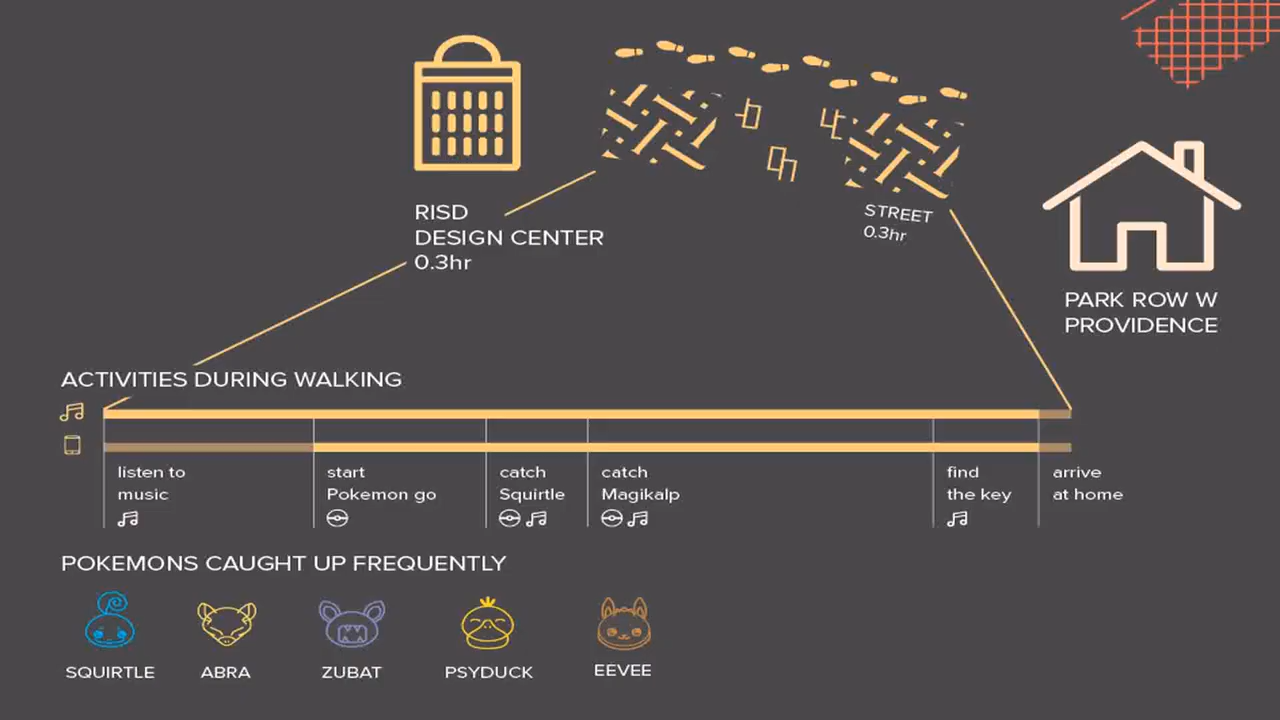 RISD
DESIGN CENTER
0.3hr
STREET
0.3hr
PARK ROW W
PROVIDENCE
ACTIVITIES DURING WALKING
listen to
music
start
Pokemon go
catch
Squirtle
catch
Magikalp
find
the key
arrive
at home
POKEMONS CAUGHT UP FREQUENTLY
SQUIRTLE
ABRA
ZUBAT
PSYDUCK
EEVEE